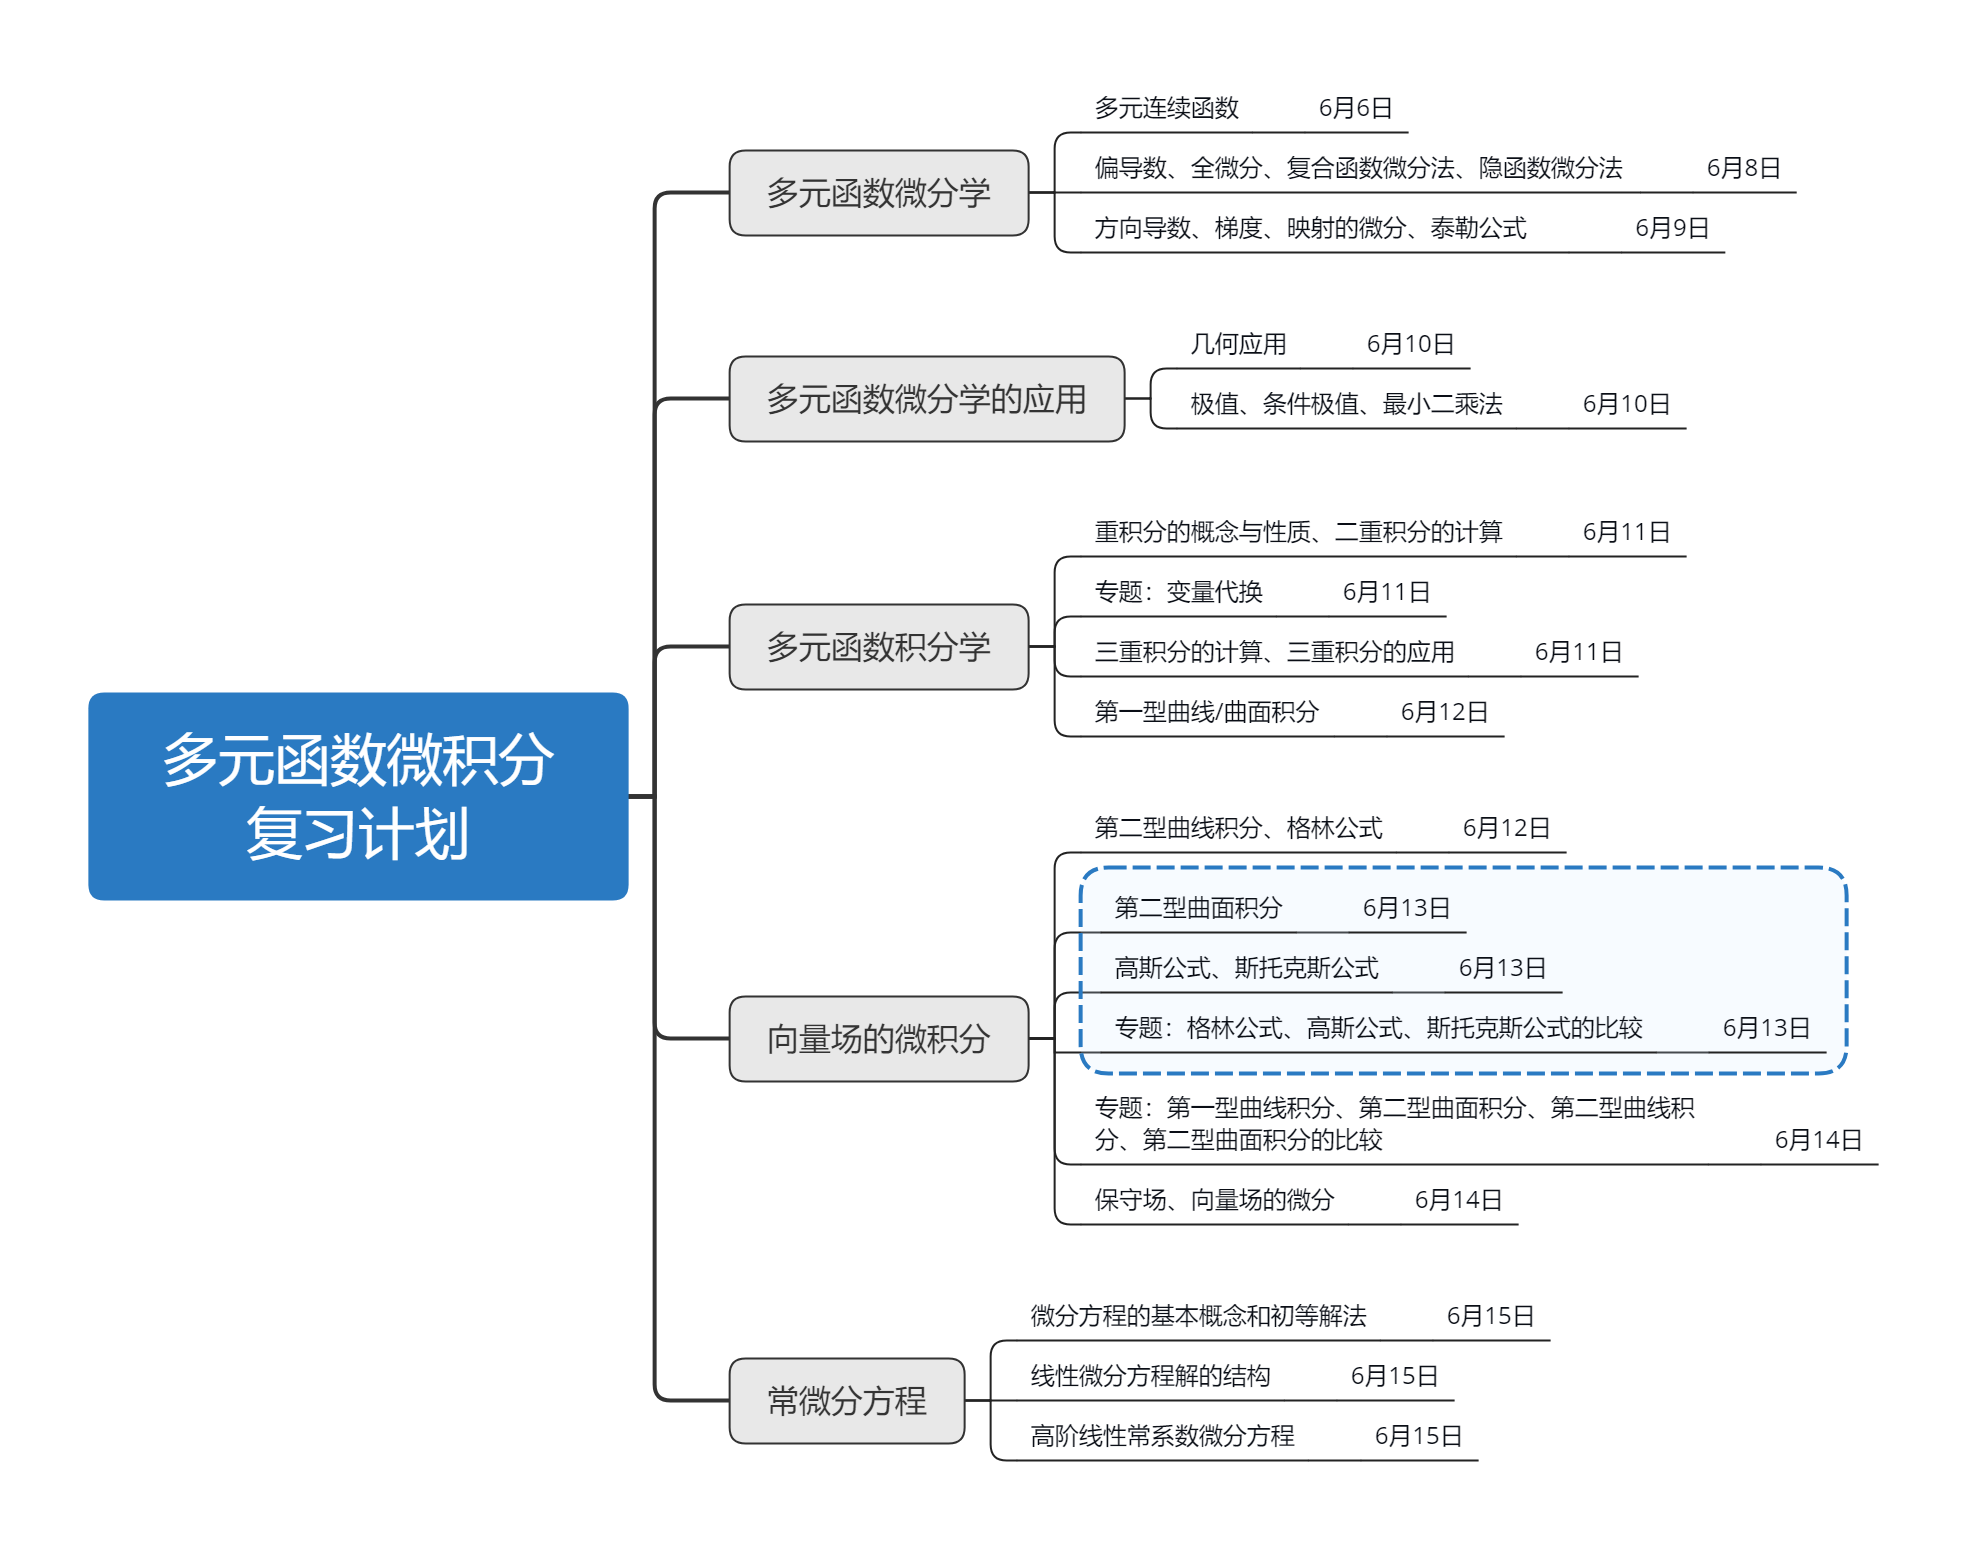 多元函数微积分
复习计划
多元函数微分学
多元连续函数 6月6日
偏导数、全微分、复合函数微分法、隐函数微分法 6月8日
方向导数、梯度、映射的微分、泰勒公式 6月9日
多元函数微分学的应用
几何应用 6月10日
极值、条件极值、最小二乘法 6月10日
多元函数积分学
重积分的概念与性质、二重积分的计算 6月11日
专题：变量代换 6月11日
三重积分的计算、三重积分的应用 6月11日
第一型曲线/曲面积分 6月12日
向量场的微积分
第二型曲线积分、格林公式 6月12日
第二型曲面积分 6月13日
高斯公式、斯托克斯公式 6月13日
专题：格林公式、高斯公式、斯托克斯公式的比较 6月13日
专题：第一型曲线积分、第二型曲面积分、第二型曲线积
分、第二型曲面积分的比较 6月14日
保守场、向量场的微分 6月14日
常微分方程
微分方程的基本概念和初等解法 6月15日
线性微分方程解的结构 6月15日
高阶线性常系数微分方程 6月15日